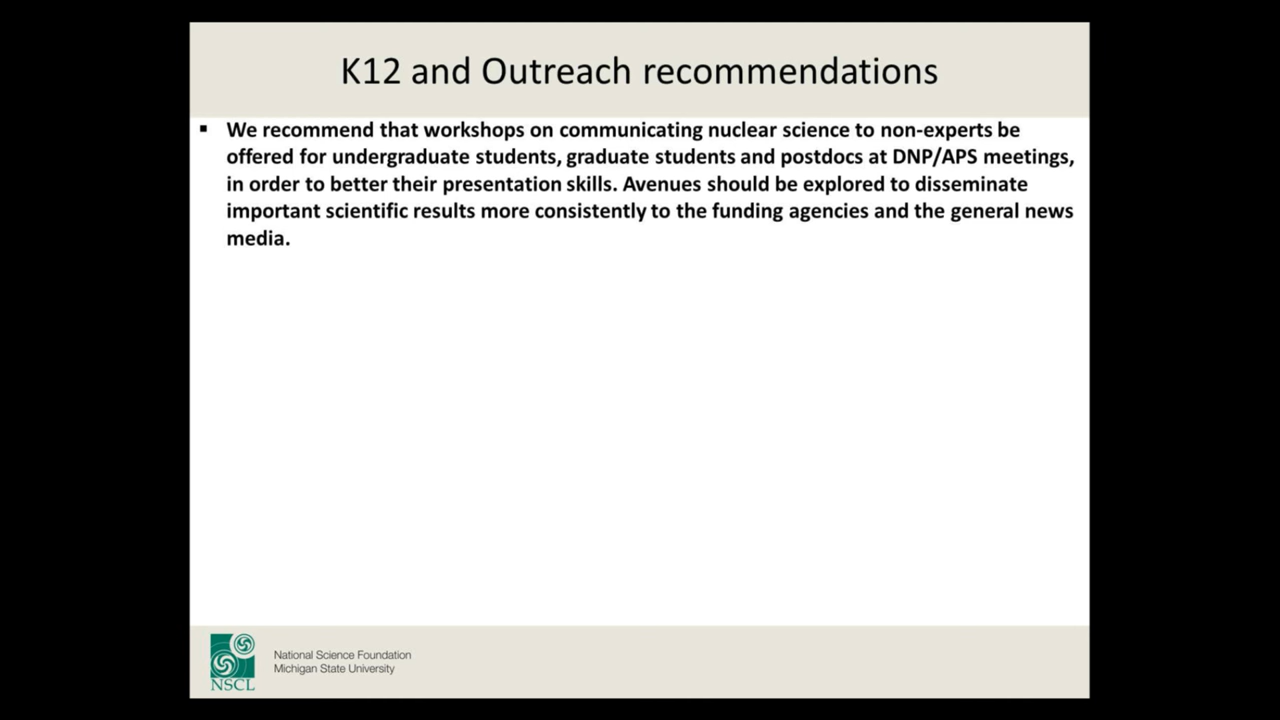 K12 and Outreach recommendations
▪ We recommend that workshops on communicating nuclear science to non-experts be
offered for undergraduate students, graduate students and postdocs at DNP/APS meetings,
in order to better their presentation skills. Avenues should be explored to disseminate
important scientific results more consistently to the funding agencies and the general news
media.
National Science Foundation
Michigan State University
NSCL